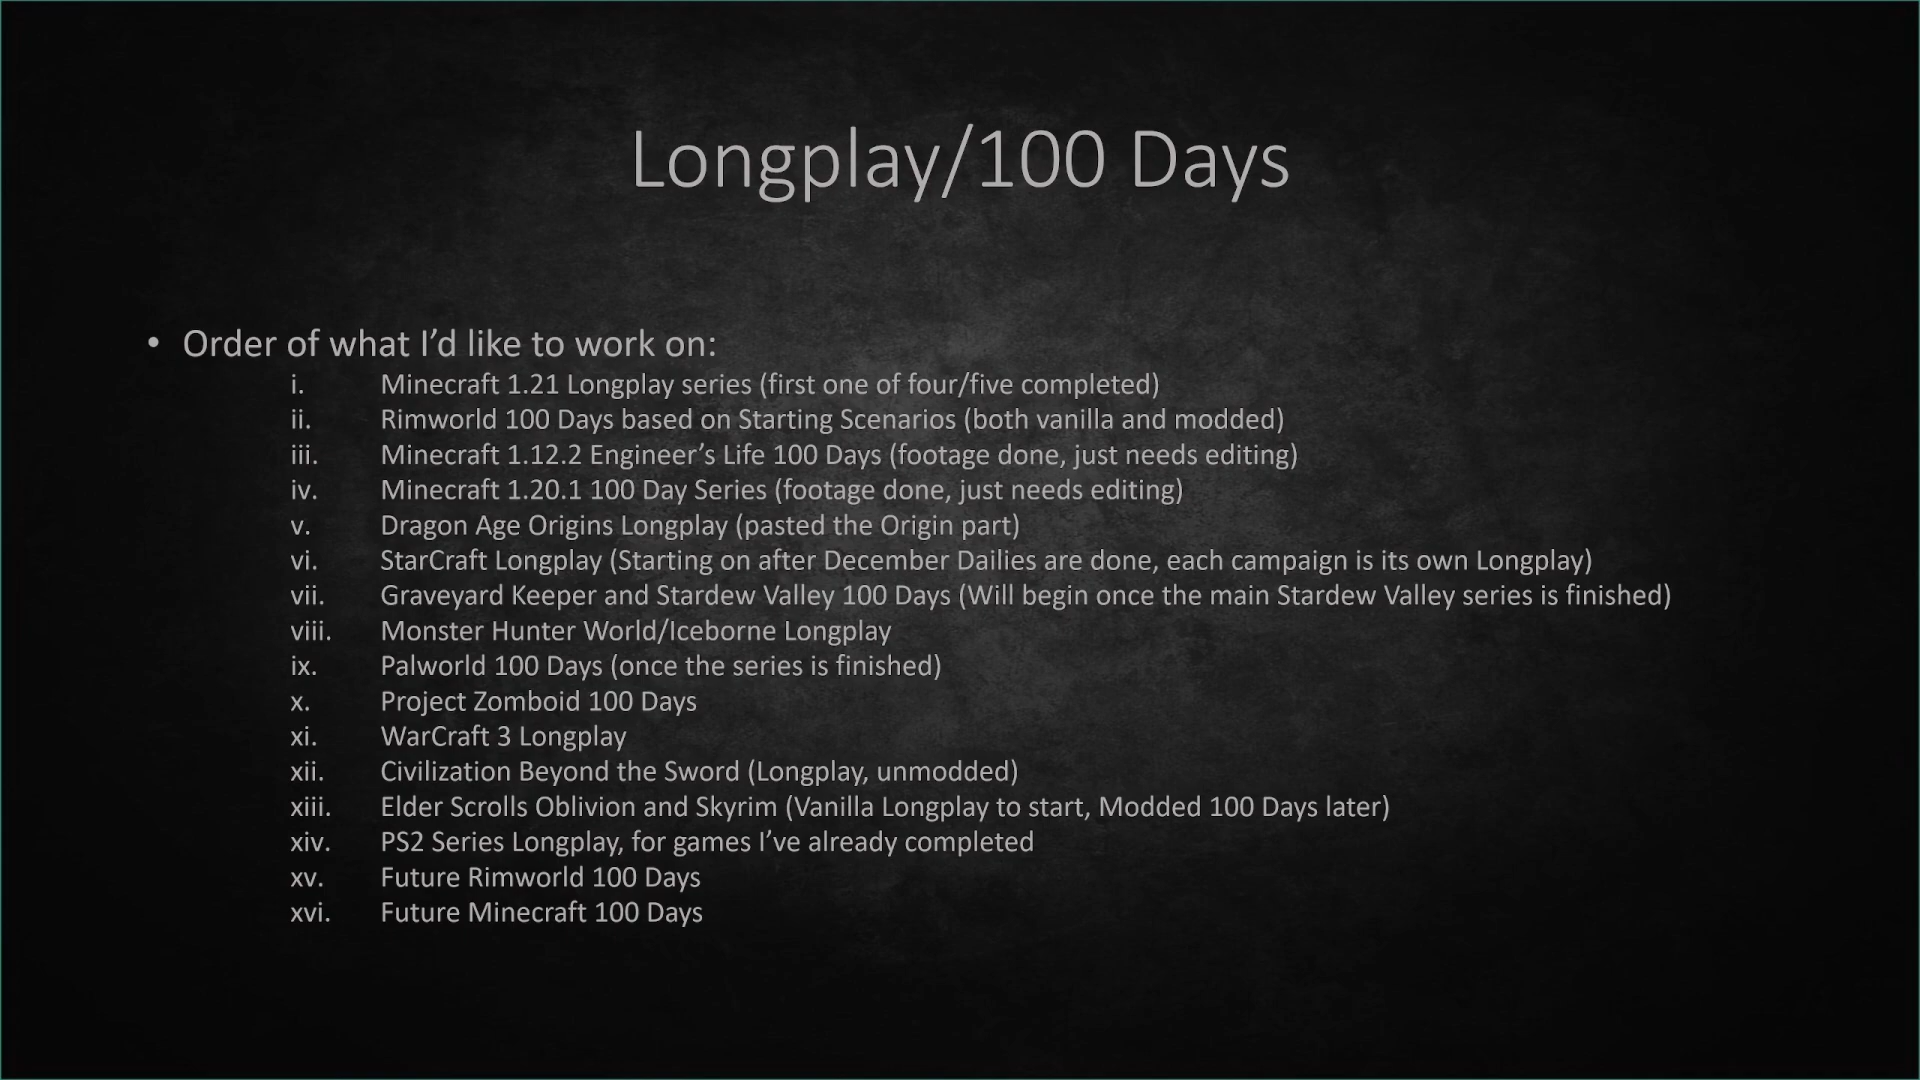 Longplay/100 Days
• Order of what I’d like to work on:
i. Minecraft 1.21 Longplay series (first one of four/five completed)
ii. Rimworld 100 Days based on Starting Scenarios (both vanilla and modded)
iii. Minecraft 1.12.2 Engineer’s Life 100 Days (footage done, just needs editing)
iv. Minecraft 1.20.1 100 Day Series (footage done, just needs editing)
v. Dragon Age Origins Longplay (pasted the Origin part)
vi. StarCraft Longplay (Starting on after December Dailies are done, each campaign is its own Longplay)
vii. Graveyard Keeper and Stardew Valley 100 Days (Will begin once the main Stardew Valley series is finished)
viii. Monster Hunter World/Iceborne Longplay
ix. Palworld 100 Days (once the series is finished)
x. Project Zomboid 100 Days
xi. WarCraft 3 Longplay
xii. Civilization Beyond the Sword (Longplay, unmodded)
xiii. Elder Scrolls Oblivion and Skyrim (Vanilla Longplay to start, Modded 100 Days later)
xiv. PS2 Series Longplay, for games I’ve already completed
xv. Future Rimworld 100 Days
xvi. Future Minecraft 100 Days